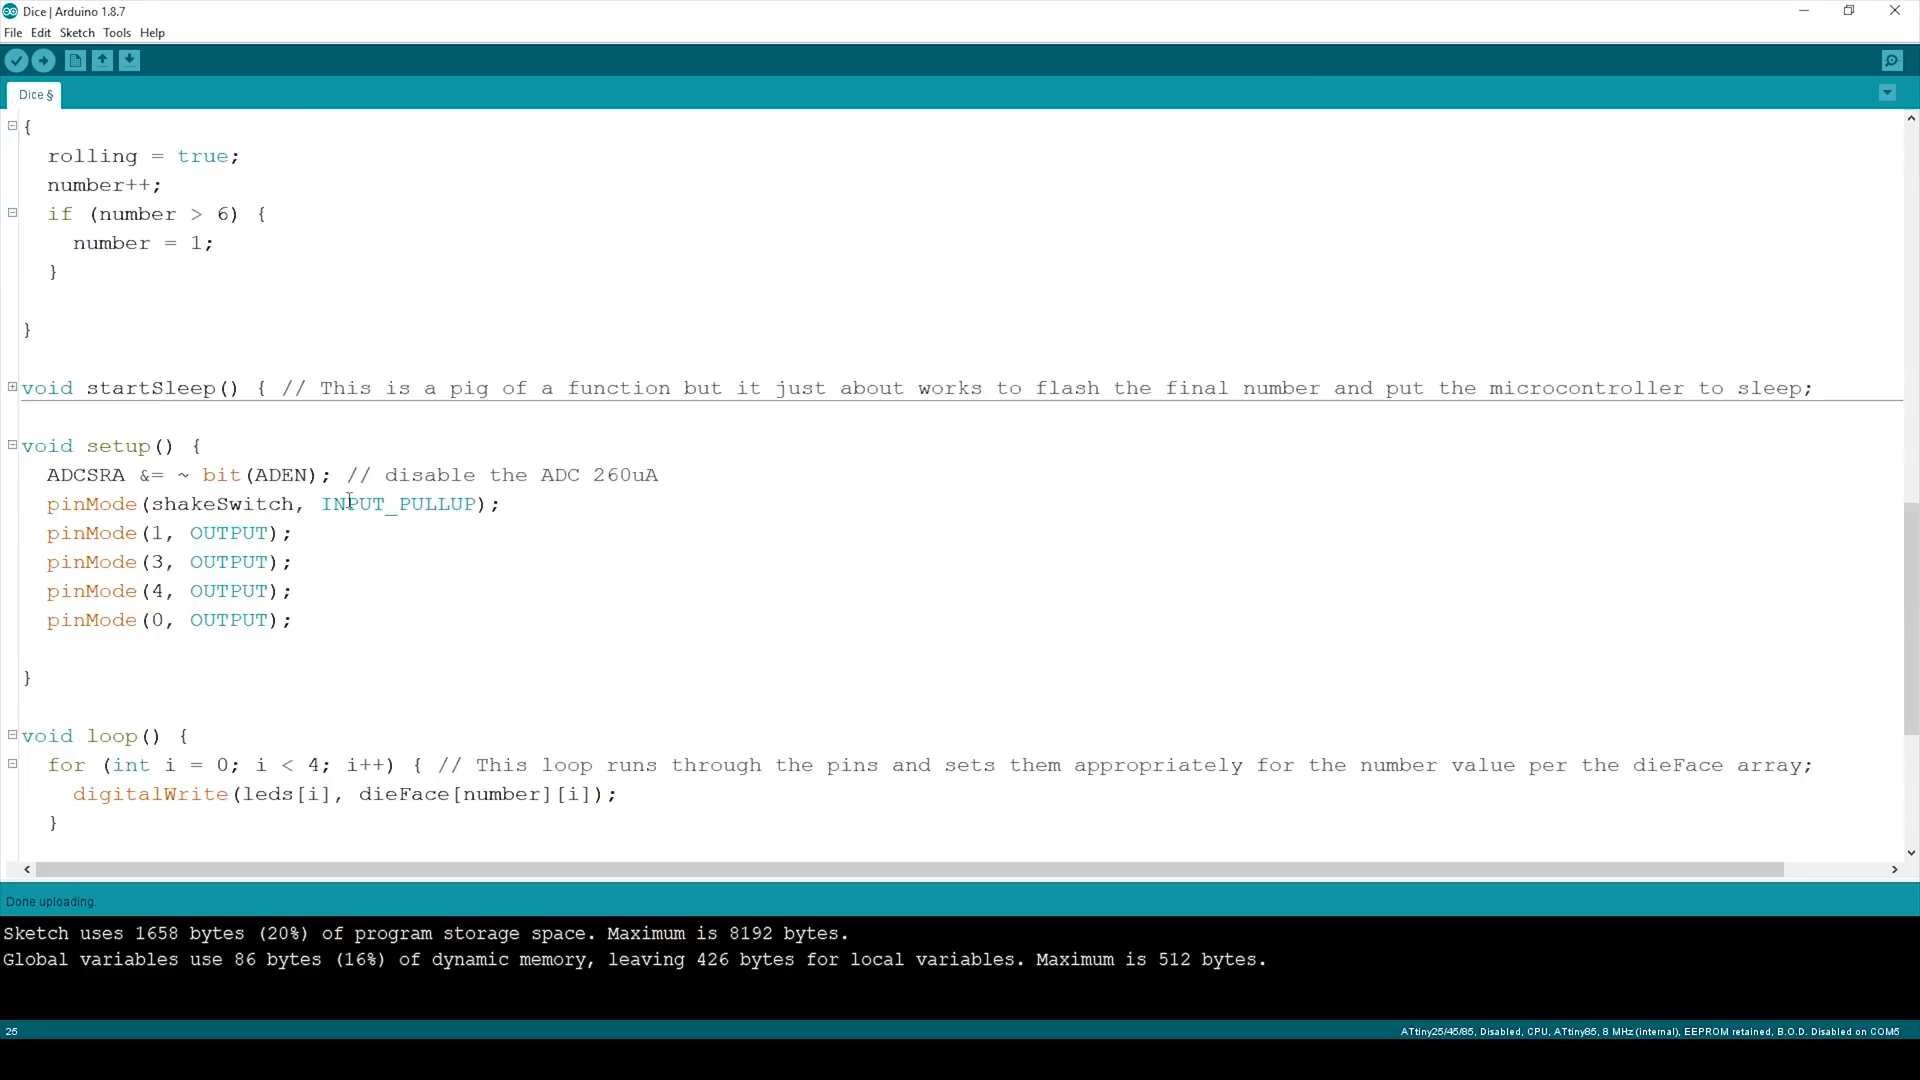 Dice | Arduino 1.8.7
File Edit Sketch Tools Help
Dice §
{
rolling = true;
number++;
if (number > 6) {
number = 1;
}
}
void startSleep() { // This is a pig of a function but it just about works to flash the final number and put the microcontroller to sleep;
void setup() {
ADCSRA &= ~ bit(ADEN); // disable the ADC 260uA
pinMode(shakeSwitch, INPUT_PULLUP);
pinMode(1, OUTPUT);
pinMode(3, OUTPUT);
pinMode(4, OUTPUT);
pinMode(0, OUTPUT);
}
void loop() {
for (int i = 0; i < 4; i++) { // This loop runs through the pins and sets them appropriately for the number value per the dieFace array;
digitalWrite(leds[i], dieFace[number][i]);
}
Done uploading.
Sketch uses 1658 bytes (20%) of program storage space. Maximum is 8192 bytes.
Global variables use 86 bytes (16%) of dynamic memory, leaving 426 bytes for local variables. Maximum is 512 bytes.
25 ATtiny25/45/85, Disabled, CPU, ATtiny85, 8 MHz (internal), EEPROM retained, B.O.D. Disabled on COM5